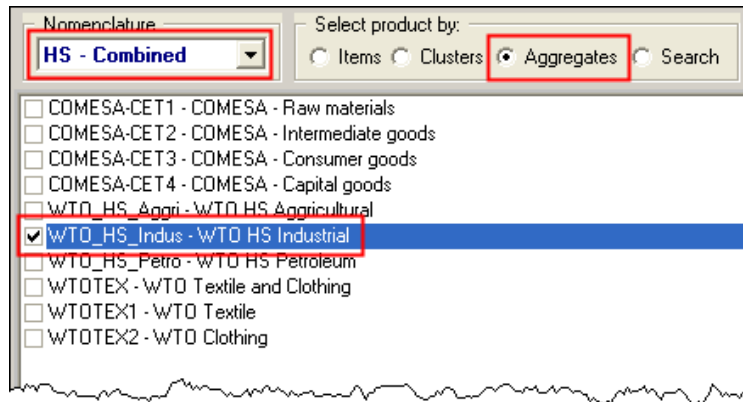 Nomenclature
HS - Combined
Select product by:
Items Clusters Aggregates Search
COMESA-CET1 - COMESA - Raw materials
COMESA-CET2 - COMESA - Intermediate goods
COMESA-CET3 - COMESA - Consumer goods
COMESA-CET4 - COMESA - Capital goods
WTO_HS_Aggri - WTO HS Aggricultural
WTO_HS_Indus - WTO HS Industrial
WTO_HS_Petro - WTO HS Petroleum
WTOTEX - WTO Textile and Clothing
WTOTEX1 - WTO Textile
WTOTEX2 - WTO Clothing